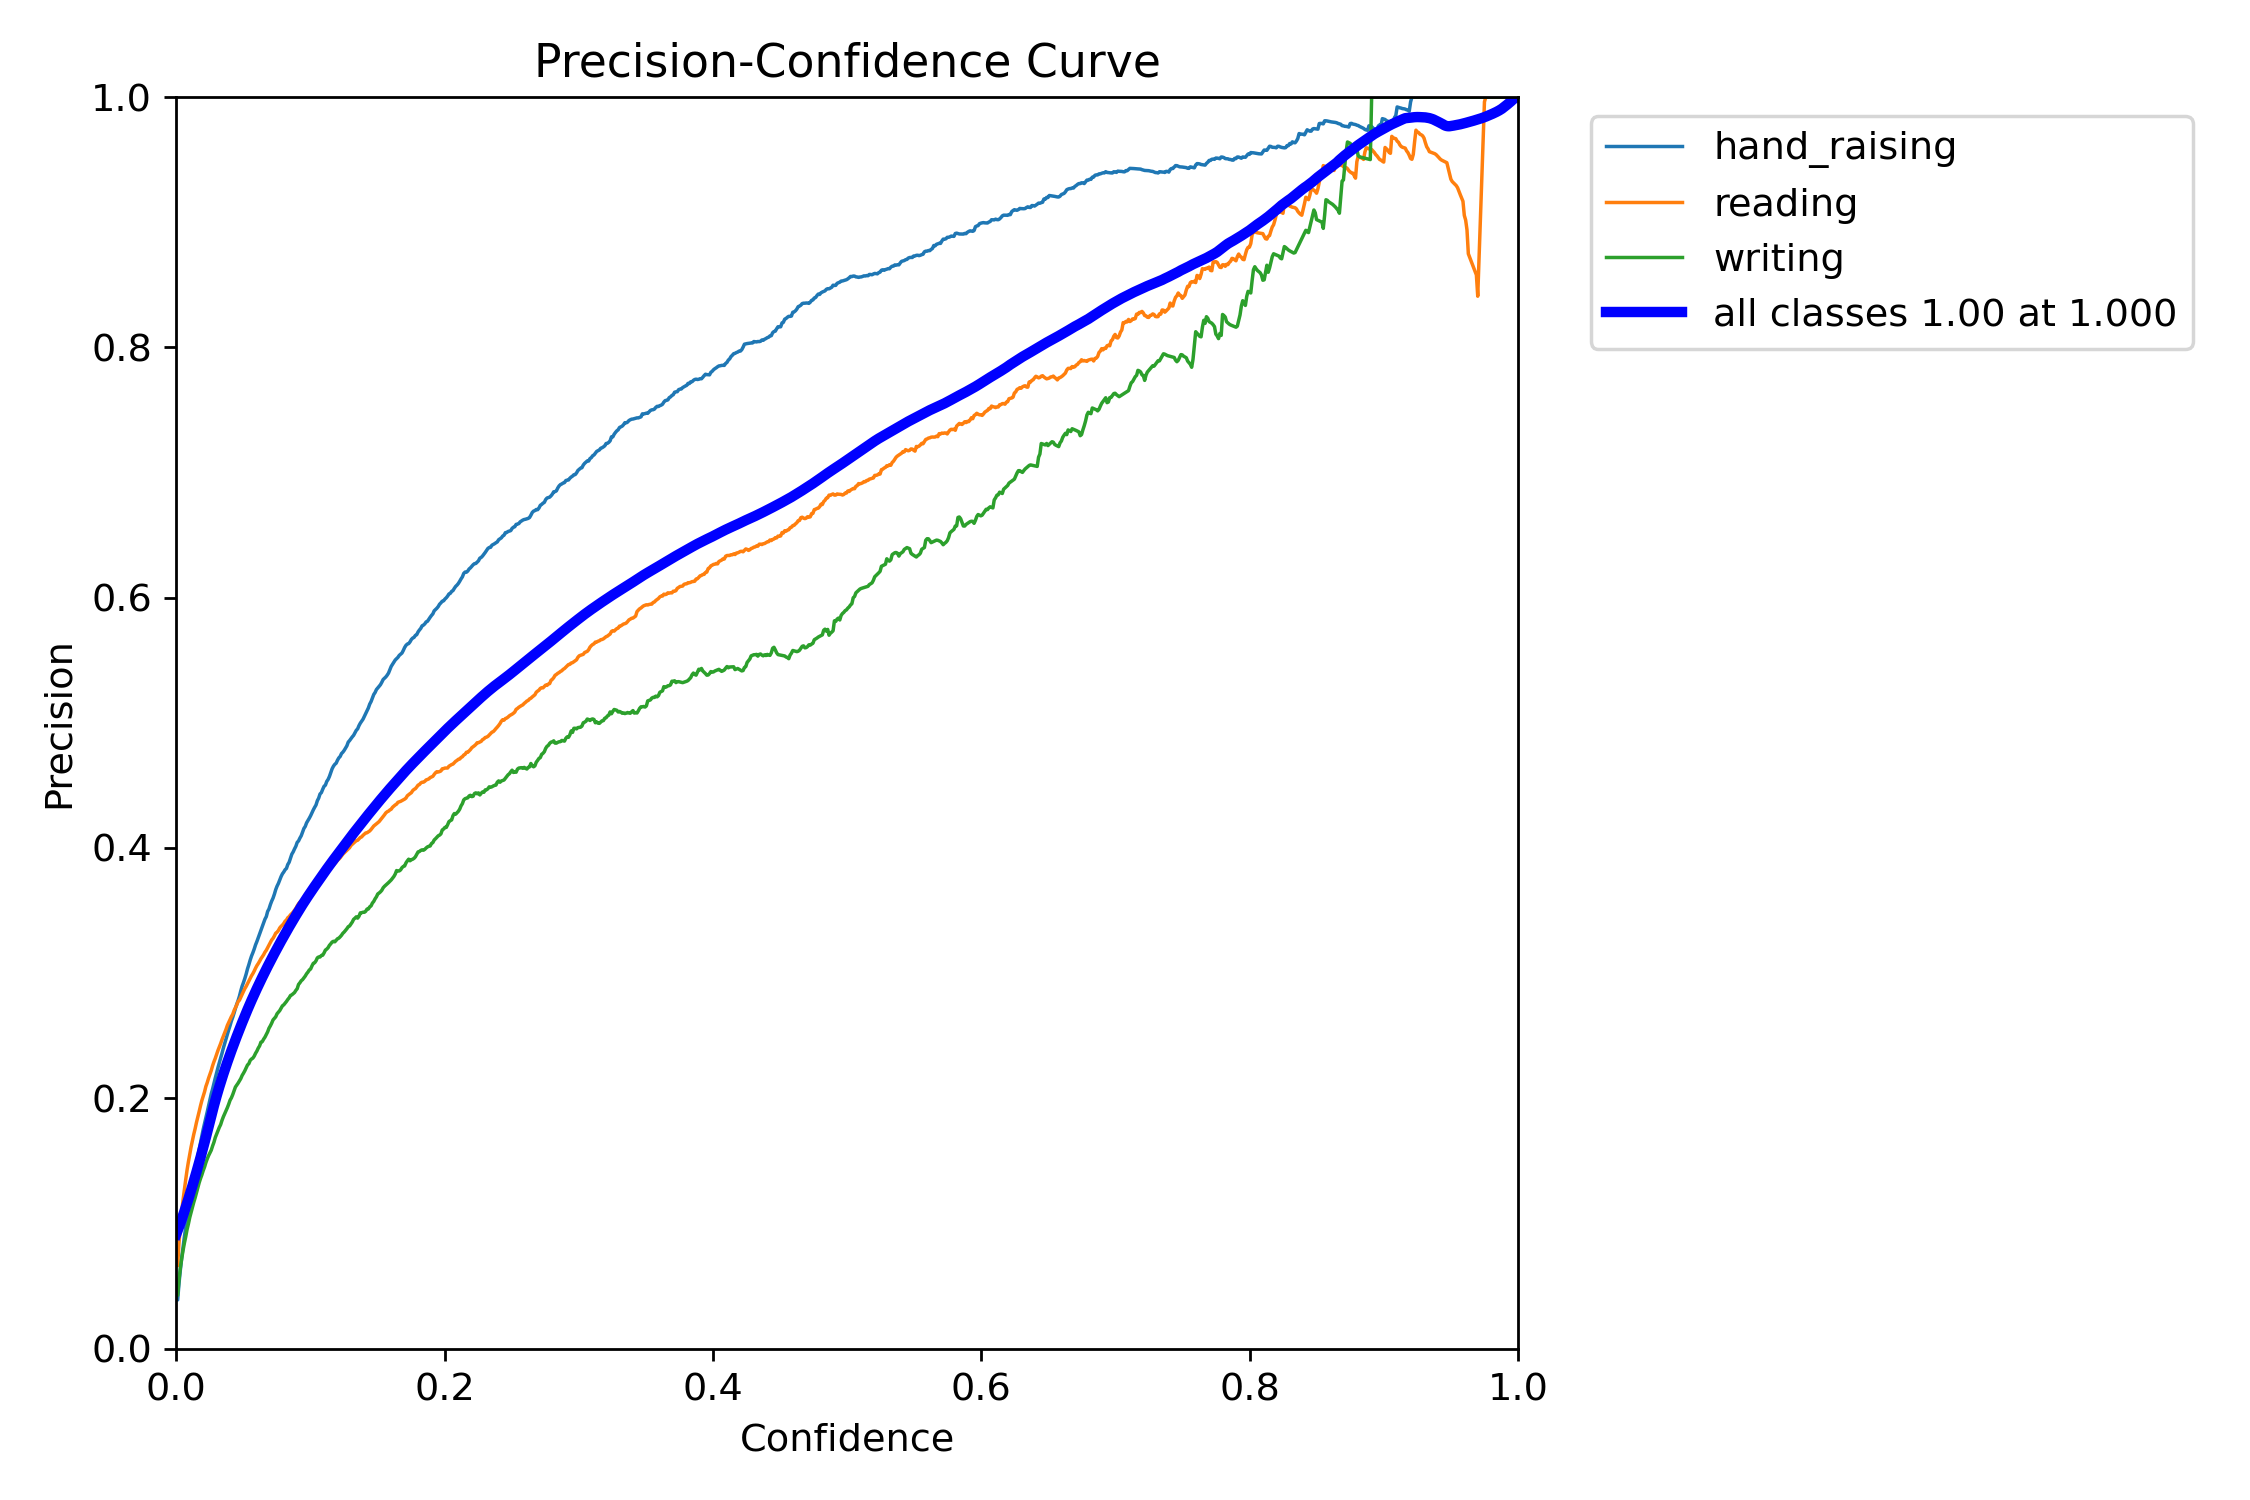 Precision-Confidence Curve
1.0
0.8
0.6
0.4
0.2
0.0
Precision
0.0 0.2 0.4 0.6 0.8 1.0
Confidence
hand_raising
reading
writing
all classes 1.00 at 1.000